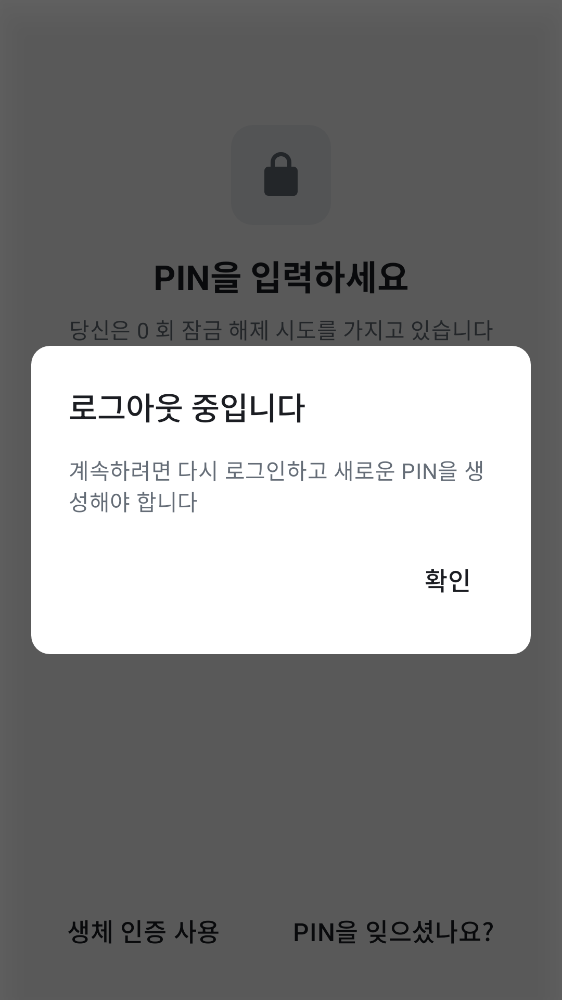 PIN을 입력하세요
당신은 0 회 잠금 해제 시도를 가지고 있습니다
로그아웃 중입니다
계속하려면 다시 로그인하고 새로운 PIN을 생
성해야 합니다
확인
생체 인증 사용
PIN을 잊으셨나요?